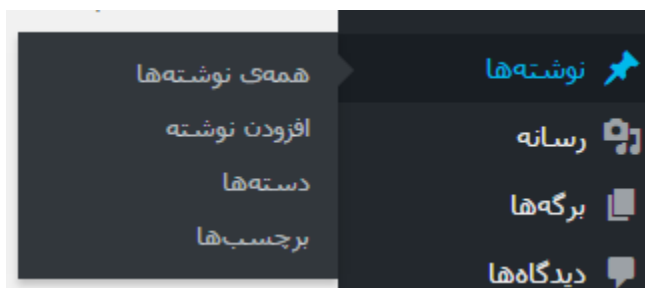 نوشته‌ها
رسانه
برگه‌ها
دیدگاه‌ها
همه‌ی نوشته‌ها
افزودن نوشته
دسته‌ها
برچسب‌ها